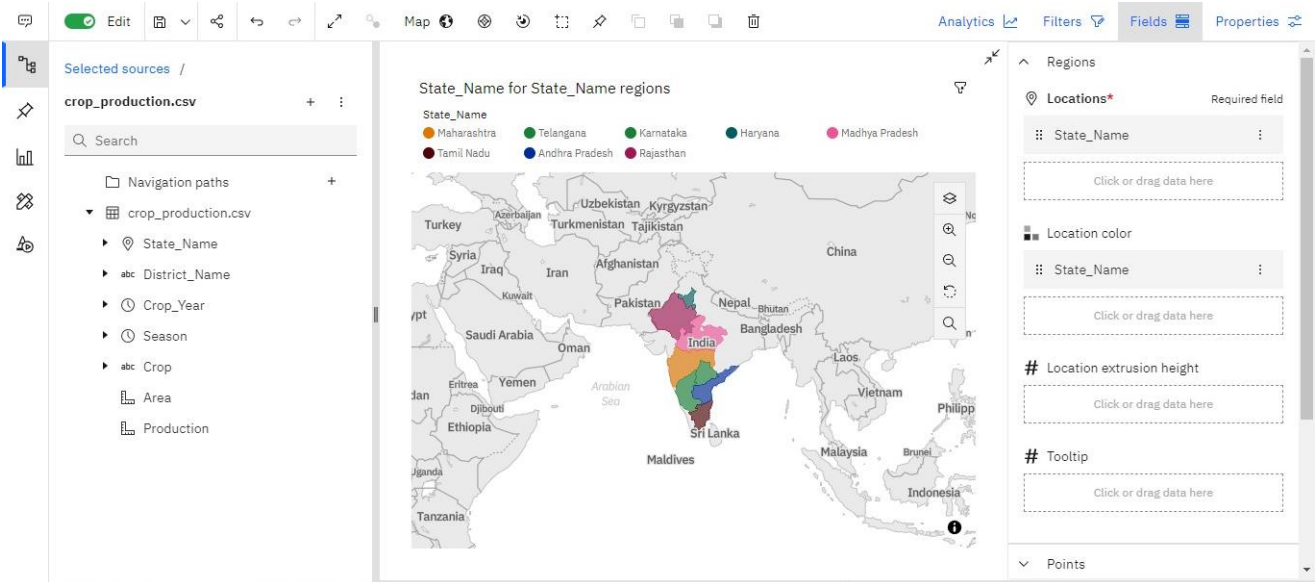 Edit
Map
Analytics
Filters
Fields
Properties
Selected sources /
crop_production.csv
Search
Navigation paths
crop_production.csv
State_Name
abc District_Name
Crop_Year
Season
abc Crop
Area
Production
State_Name for State_Name regions
State_Name
Maharashtra Telangana Karnataka Haryana Madhya Pradesh
Tamil Nadu Andhra Pradesh Rajasthan
Uzbekistan Kyrgyzstan
Azerbaijan
Turkey Turkmenistan Tajikistan
No
Syria China
Iraq Iran Afghanistan
Kuwait
Pakistan Nepal Bhutan
ypt
Saudi Arabia Bangladesh
Oman India
Laos
Eritrea Yemen Arabian
Sea
dan Vietnam
Djibouti Philipp
Ethiopia
Sri Lanka
Maldives Malaysia Brunei
Uganda
Indonesia
Tanzania
Regions
Locations* Required field
State_Name
Click or drag data here
Location color
State_Name
Click or drag data here
# Location extrusion height
Click or drag data here
# Tooltip
Click or drag data here
Points